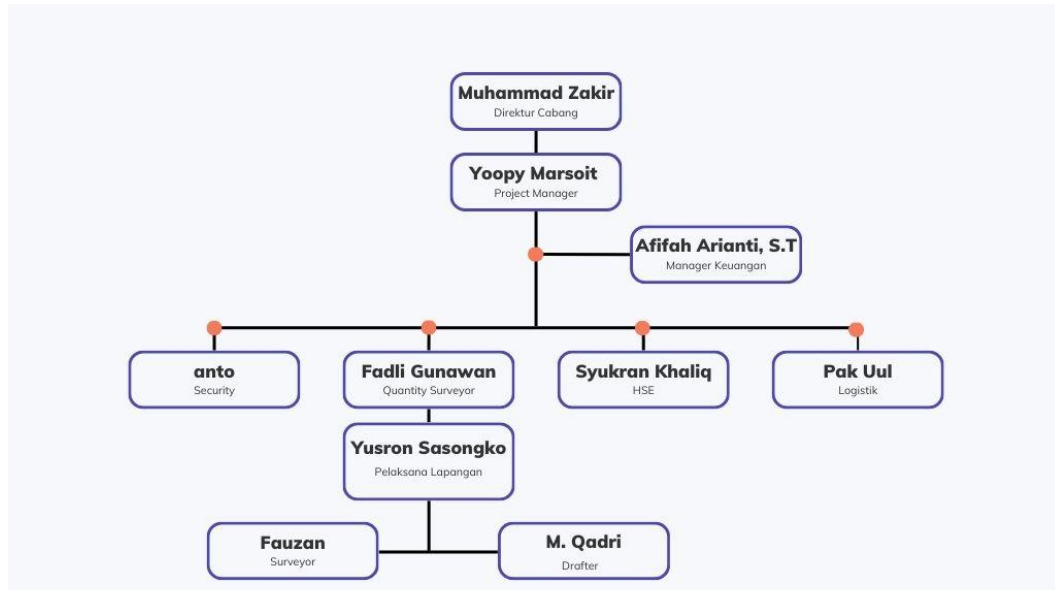 Muhammad Zakir
Direktur Cabang
Yoopy Marsoit
Project Manager
Afifah Arianti, S.T
Manager Keuangan
anto
Security
Fadli Gunawan
Quantity Surveyor
Syukran Khaliq
HSE
Pak Uul
Logistik
Yusron Sasongko
Pelaksana Lapangan
Fauzan
Surveyor
M. Qadri
Drafter